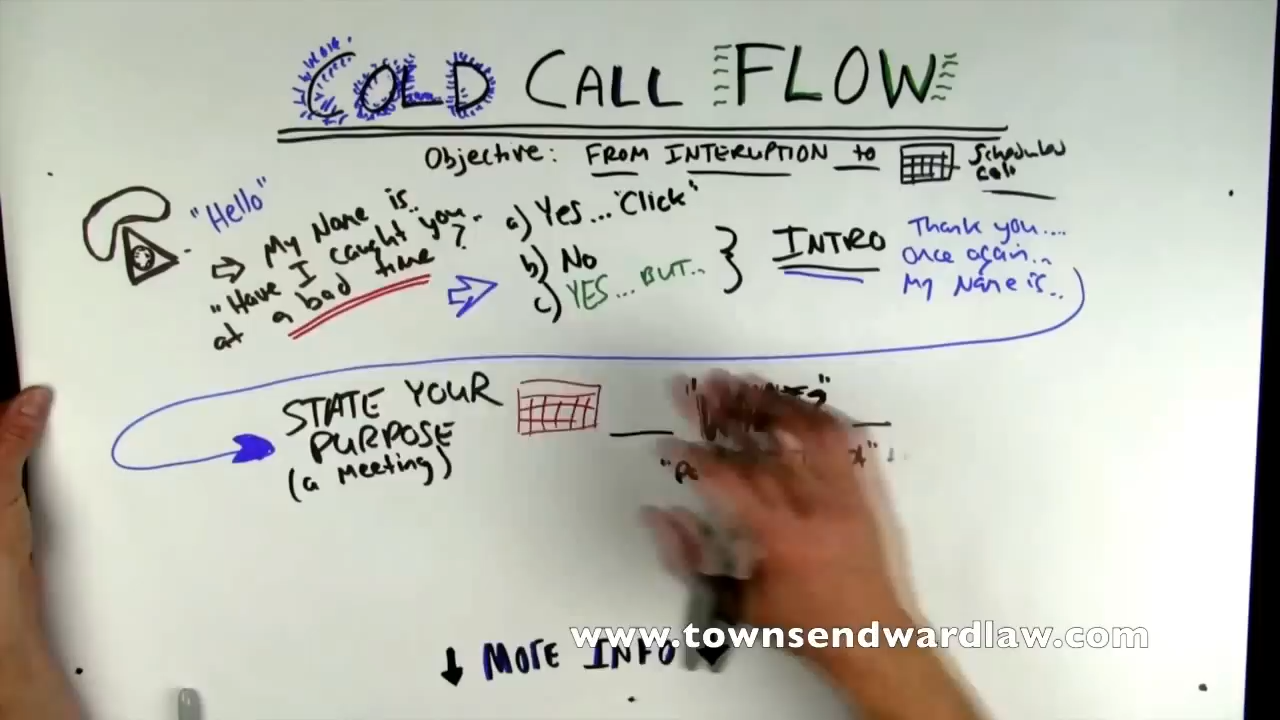 COLD CALL FLOW
Objective: FROM INTERUPTION to Scheduled
Call
"Hello"
My Name is..
"Have I caught you..
at a bad time?
a) Yes... "Click"
b) No
c) YES... BUT..
INTRO
Thank you....
once again..
My Name is..
STATE YOUR
PURPOSE
(a Meeting)
www.townsendwardlaw.com
↓ MORE INFO